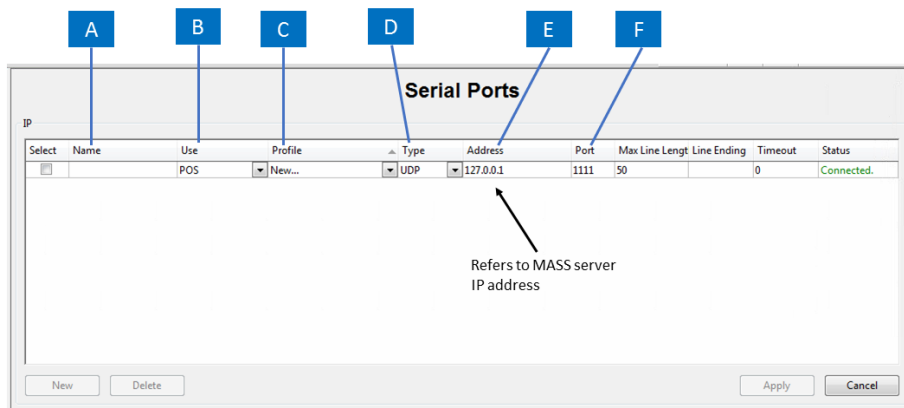 A B C D E F
Serial Ports
IP
Select Name Use Profile Type Address Port Max Line Lengt Line Ending Timeout Status
POS New... UDP 127.0.0.1 1111 50 0 Connected.
Refers to MASS server
IP address
New Delete Apply Cancel